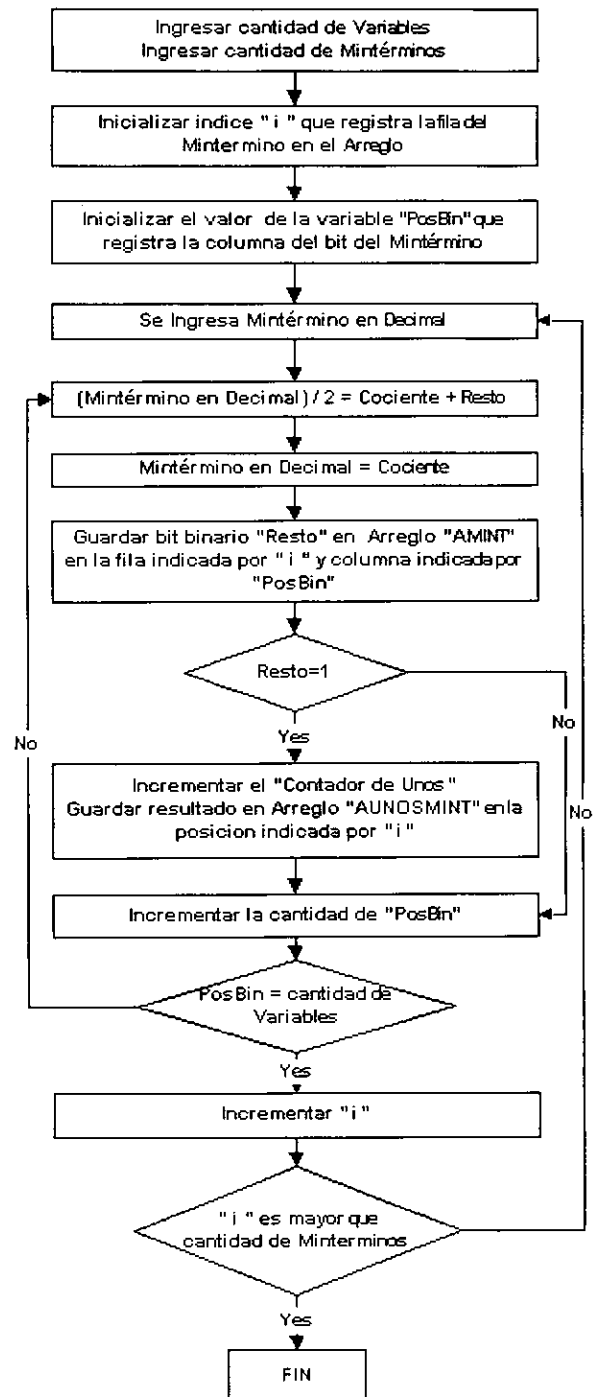 Ingresar cantidad de Variables
Ingresar cantidad de Mintérminos
Inicializar indice " i " que registra la fila del
Mintermino en el Arreglo
Inicializar el valor de la variable "PosBin" que
registra la columna del bit del Mintérmino
Se Ingresa Mintérmino en Decimal
(Mintérmino en Decimal) / 2 = Cociente + Resto
Mintérmino en Decimal = Cociente
Guardar bit binario "Resto" en Arreglo "AMINT"
en la fila indicada por " i " y columna indicada por
"PosBin"
Resto=1
No
No
Yes
No
Incrementar el "Contador de Unos"
Guardar resultado en Arreglo "AUNOSMINT" en la
posicion indicada por " i "
Incrementar la cantidad de "PosBin"
PosBin = cantidad de
Variables
Yes
Incrementar " i "
" i " es mayor que
cantidad de Minterminos
Yes
FIN